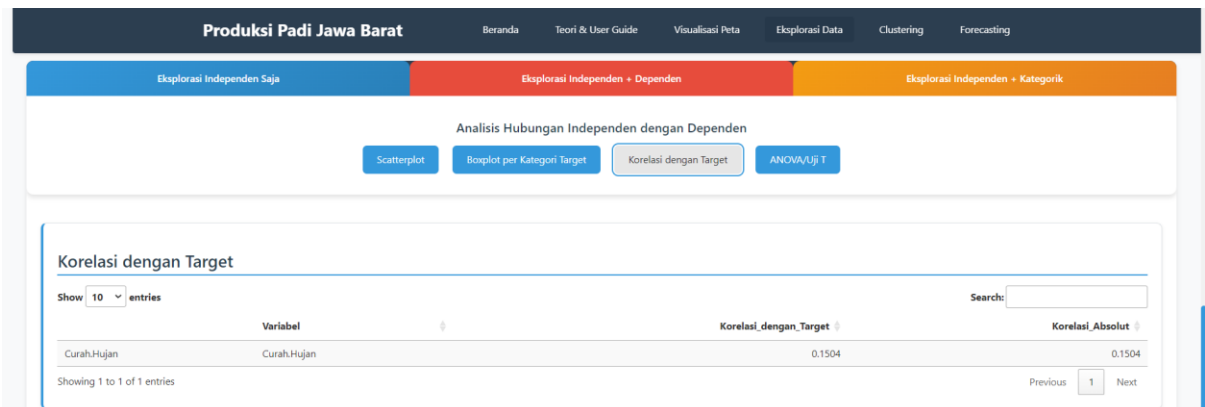 Produksi Padi Jawa Barat Beranda Teori & User Guide Visualisasi Peta Eksplorasi Data Clustering Forecasting
Eksplorasi Independen Saja Eksplorasi Independen + Dependen Eksplorasi Independen + Kategorik
Analisis Hubungan Independen dengan Dependen
Scatterplot Boxplot per Kategori Target Korelasi dengan Target ANOVA/Uji T
Korelasi dengan Target
Show 10 entries Search:
Variabel Korelasi_dengan_Target Korelasi_Absolut
Curah.Hujan Curah.Hujan 0.1504 0.1504
Showing 1 to 1 of 1 entries Previous 1 Next